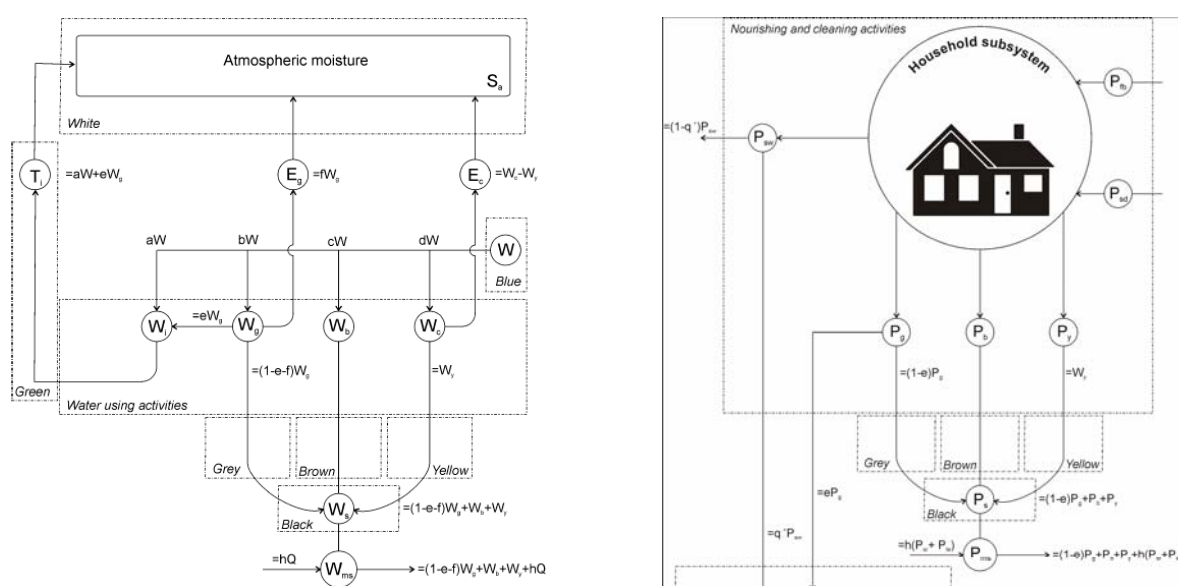 Atmospheric moisture
Sa
White
Ti
=aW+eWg
Eg
=fWg
Ec
=Wc-Wy
aW
bW
cW
dW
W
Blue
Wi
=eWg
Wg
Wb
Wc
=(1-e-f)Wg
=Wy
Green
Water using activities
Grey
Brown
Yellow
Ws
=(1-e-f)Wg+Wb+Wy
Black
=hQ
Wms
=(1-e-f)Wg+Wb+Wy+hQ
Nourishing and cleaning activities
Household subsystem
Pfb
=(1-q*)Psw
Psw
Psd
Pg
Pb
Py
=(1-e)Pg
=Wy
Grey
Brown
Yellow
=ePg
Ps
=(1-e)Pg+Pb+Py
Black
=q*Psw
Pms